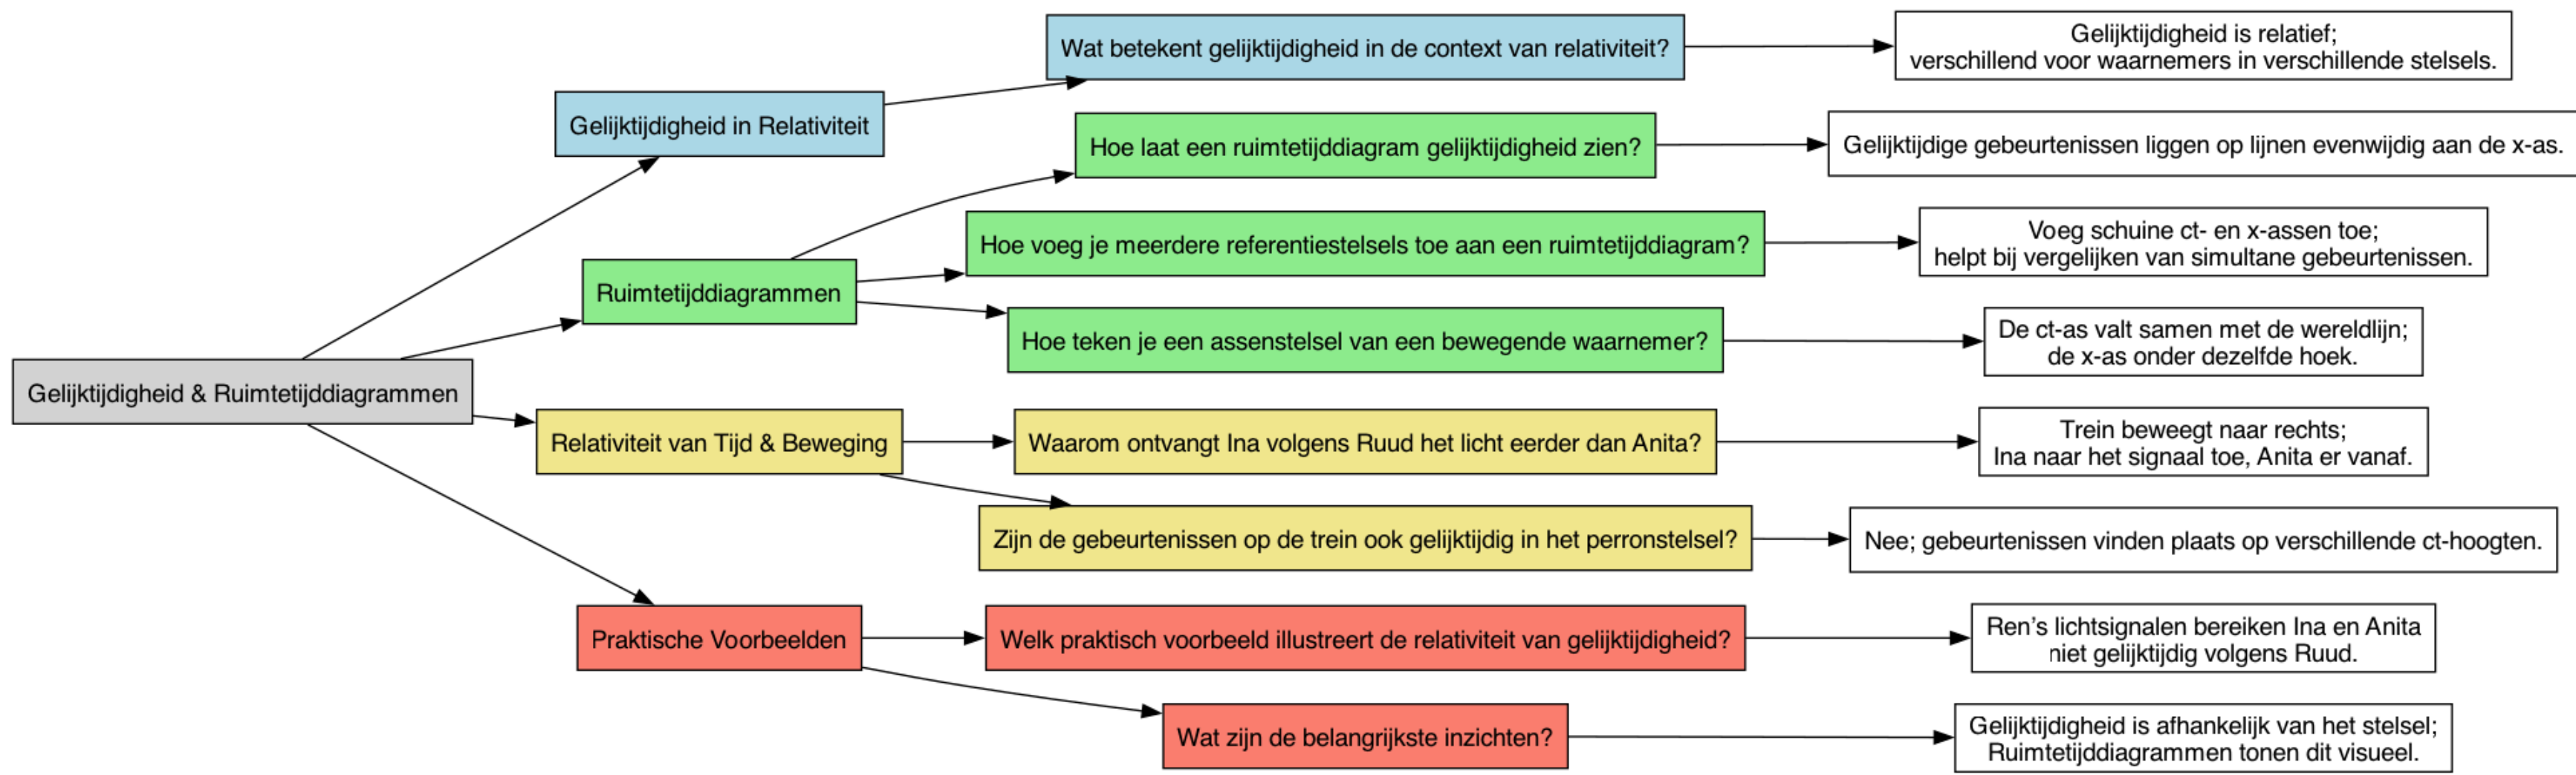 Gelijktijdigheid & Ruimtetijddiagrammen
Gelijktijdigheid in Relativiteit
Wat betekent gelijktijdigheid in de context van relativiteit?
Gelijktijdigheid is relatief;
verschillend voor waarnemers in verschillende stelsels.
Ruimtetijddiagrammen
Hoe laat een ruimtetijddiagram gelijktijdigheid zien?
Gelijktijdige gebeurtenissen liggen op lijnen evenwijdig aan de x-as.
Hoe voeg je meerdere referentiestelsels toe aan een ruimtetijddiagram?
Voeg schuine ct- en x-assen toe;
helpt bij vergelijken van simultane gebeurtenissen.
Hoe teken je een assenstelsel van een bewegende waarnemer?
De ct-as valt samen met de wereldlijn;
de x-as onder dezelfde hoek.
Relativiteit van Tijd & Beweging
Waarom ontvangt Ina volgens Ruud het licht eerder dan Anita?
Trein beweegt naar rechts;
Ina naar het signaal toe, Anita er vanaf.
Zijn de gebeurtenissen op de trein ook gelijktijdig in het perronstelsel?
Nee; gebeurtenissen vinden plaats op verschillende ct-hoogten.
Praktische Voorbeelden
Welk praktisch voorbeeld illustreert de relativiteit van gelijktijdigheid?
Ren's lichtsignalen bereiken Ina en Anita
niet gelijktijdig volgens Ruud.
Wat zijn de belangrijkste inzichten?
Gelijktijdigheid is afhankelijk van het stelsel;
Ruimtetijddiagrammen tonen dit visueel.